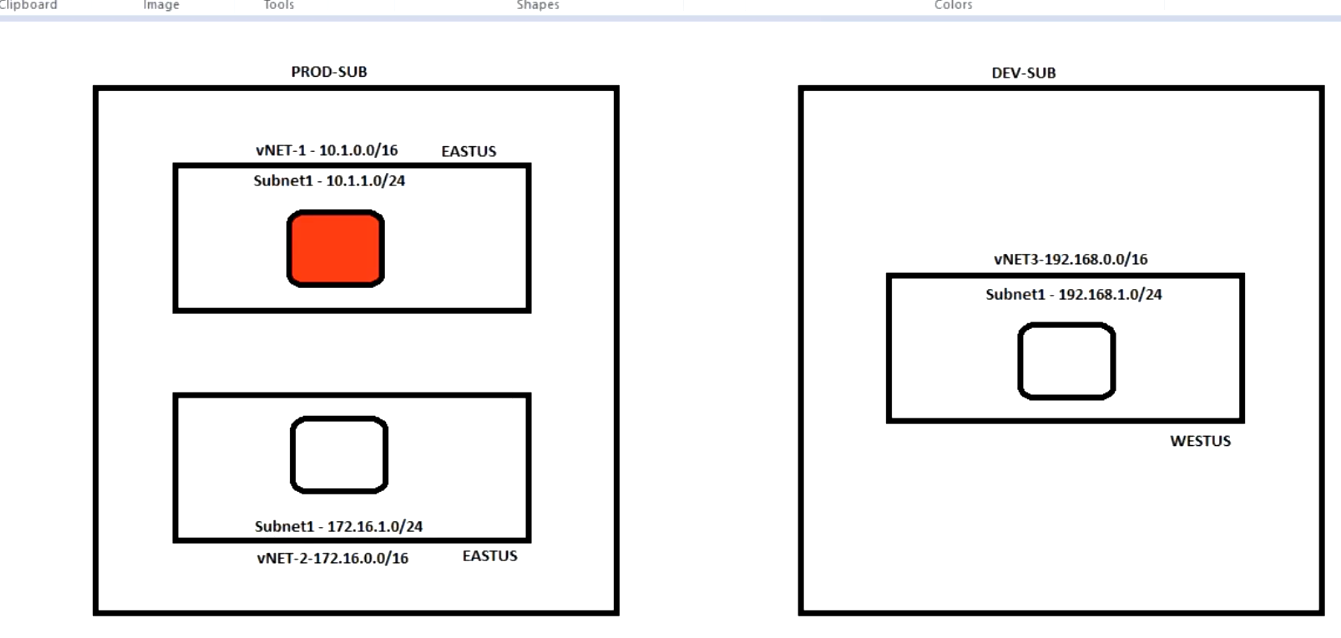 Clipboard Image Tools Shapes Colors
PROD-SUB
vNET-1 - 10.1.0.0/16 EASTUS
Subnet1 - 10.1.1.0/24
Subnet1 - 172.16.1.0/24
vNET-2-172.16.0.0/16 EASTUS
DEV-SUB
vNET3-192.168.0.0/16
Subnet1 - 192.168.1.0/24
WESTUS